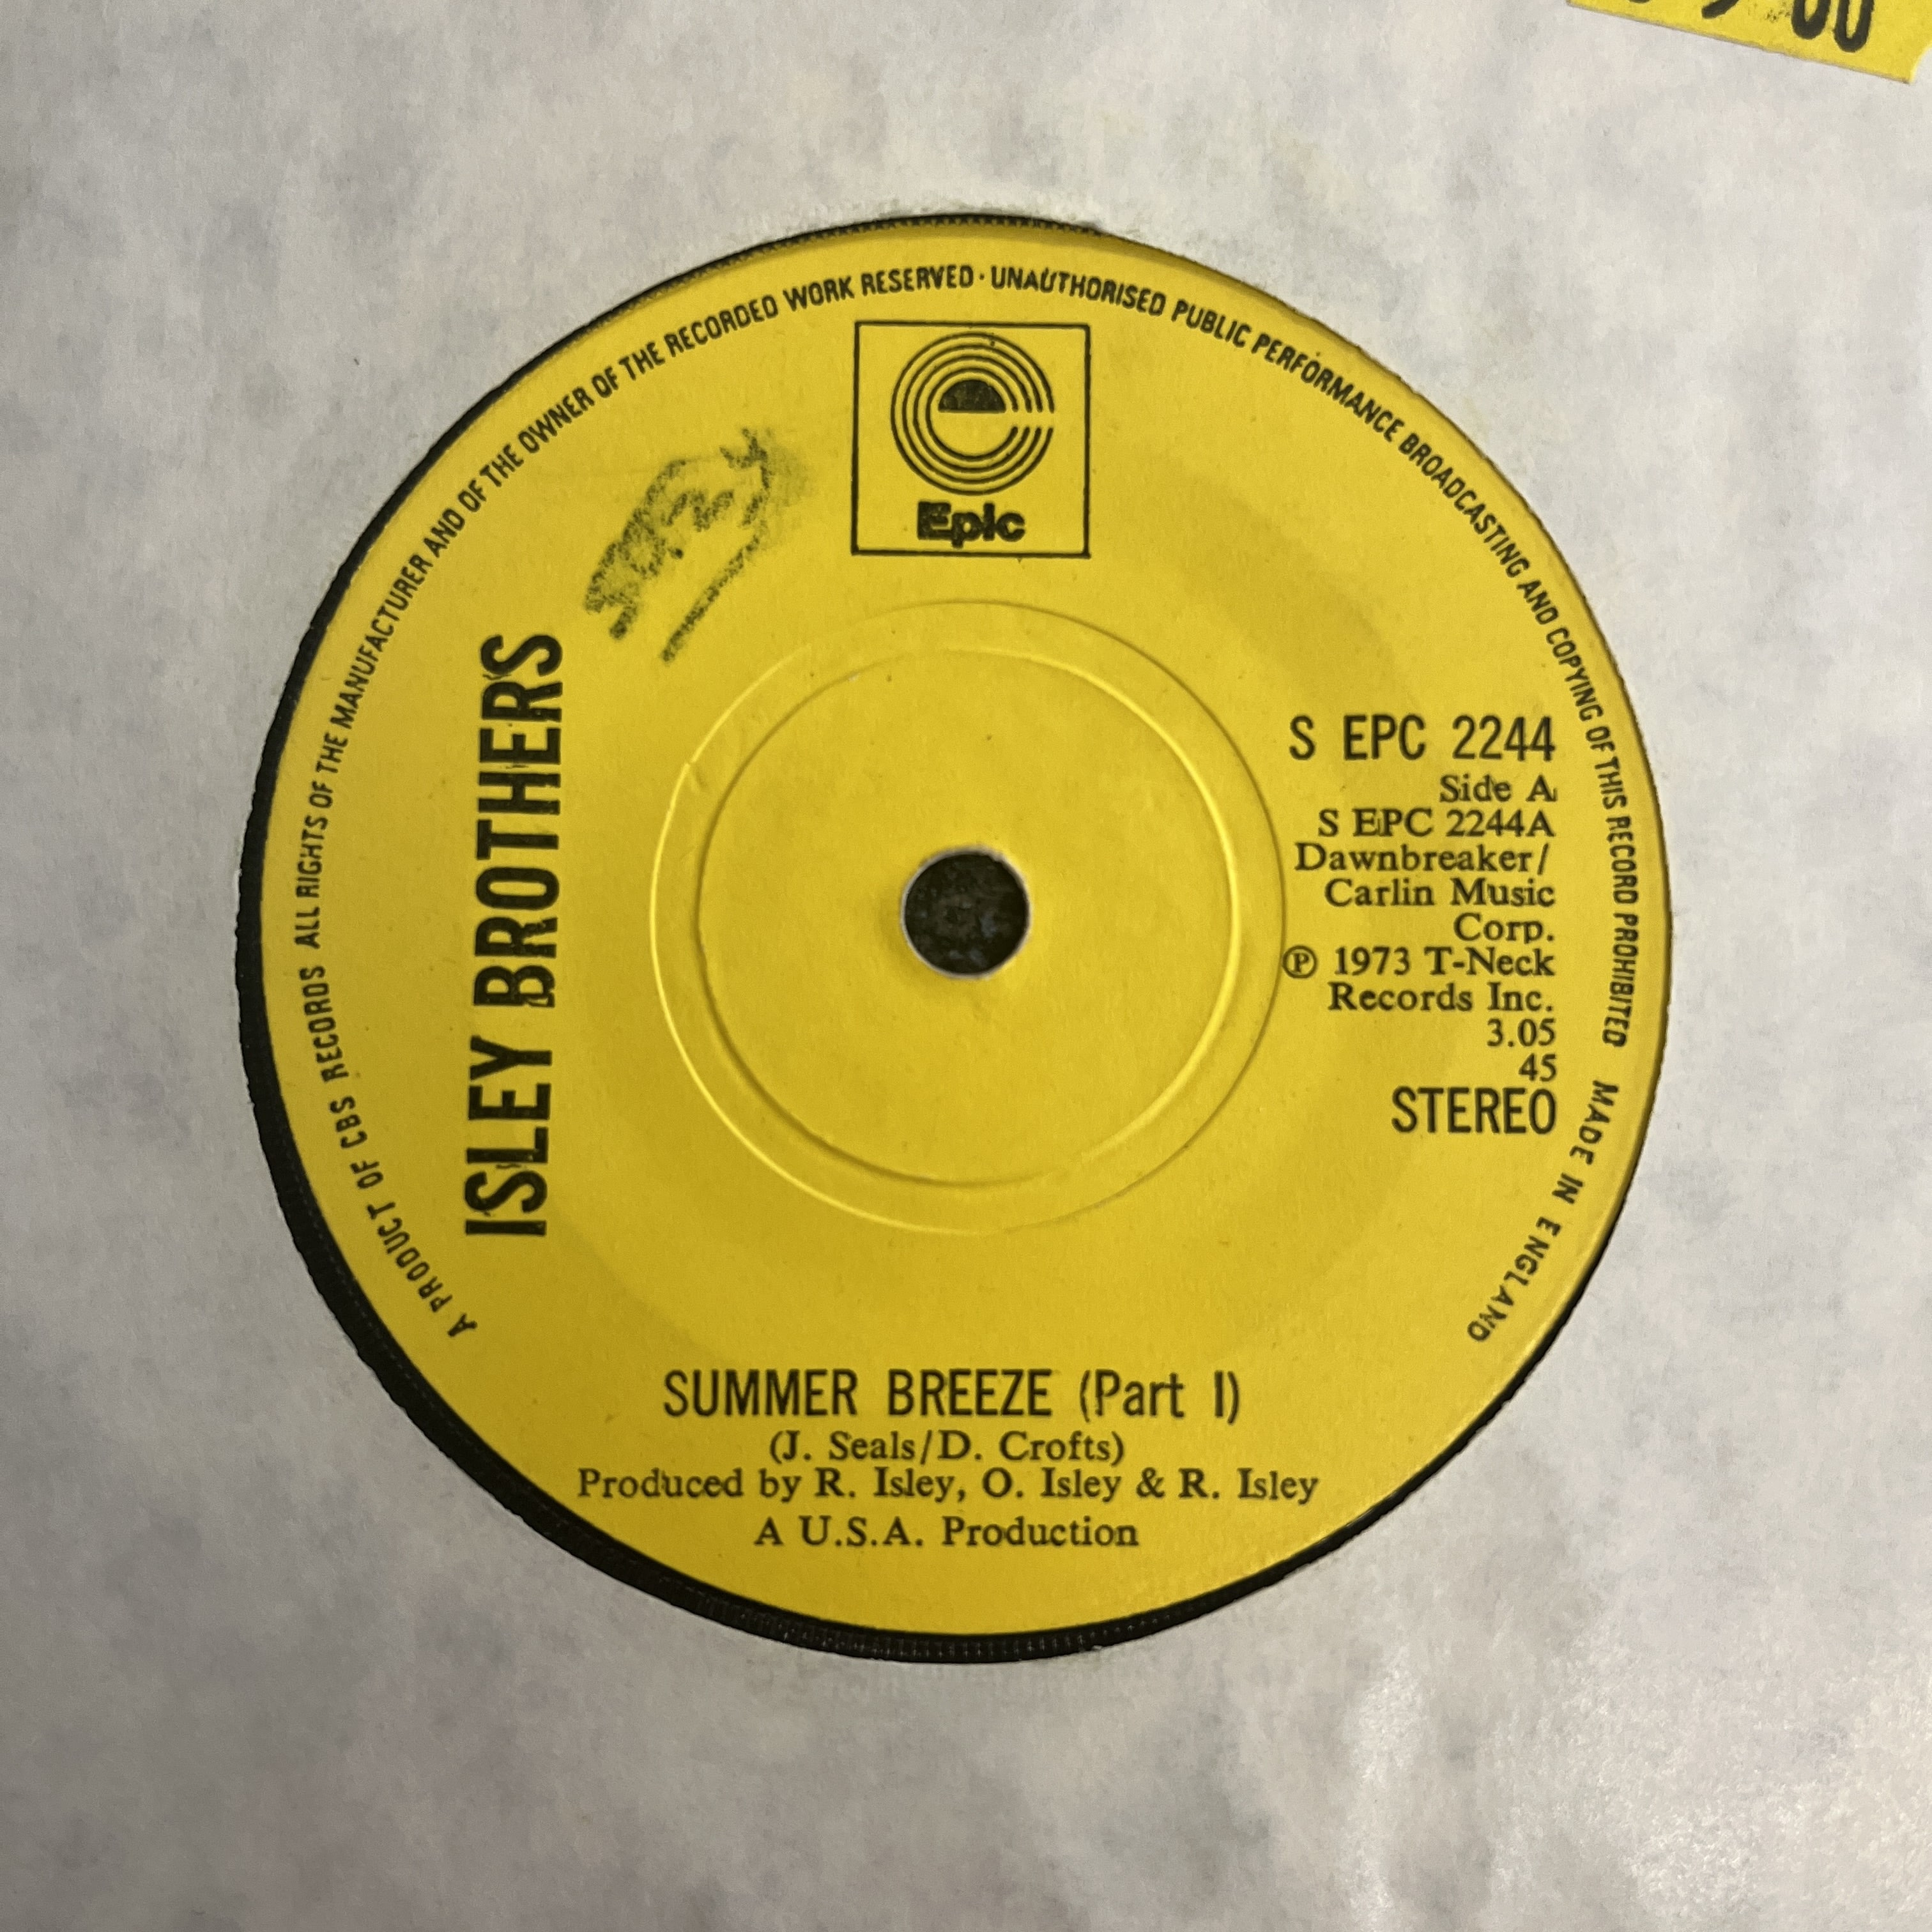 A PRODUCT OF CBS RECORDS ALL RIGHTS OF THE MANUFACTURER AND OF THE OWNER OF THE RECORDED WORK RESERVED · UNAUTHORISED PUBLIC PERFORMANCE BROADCASTING AND COPYING OF THIS RECORD PROHIBITED MADE IN ENGLAND
Epic
ISLEY BROTHERS
S EPC 2244
Side A
S EPC 2244A
Dawnbreaker/
Carlin Music
Corp.
℗ 1973 T-Neck
Records Inc.
3.05
45
STEREO
SUMMER BREEZE (Part I)
(J. Seals/D. Crofts)
Produced by R. Isley, O. Isley & R. Isley
A U.S.A. Production